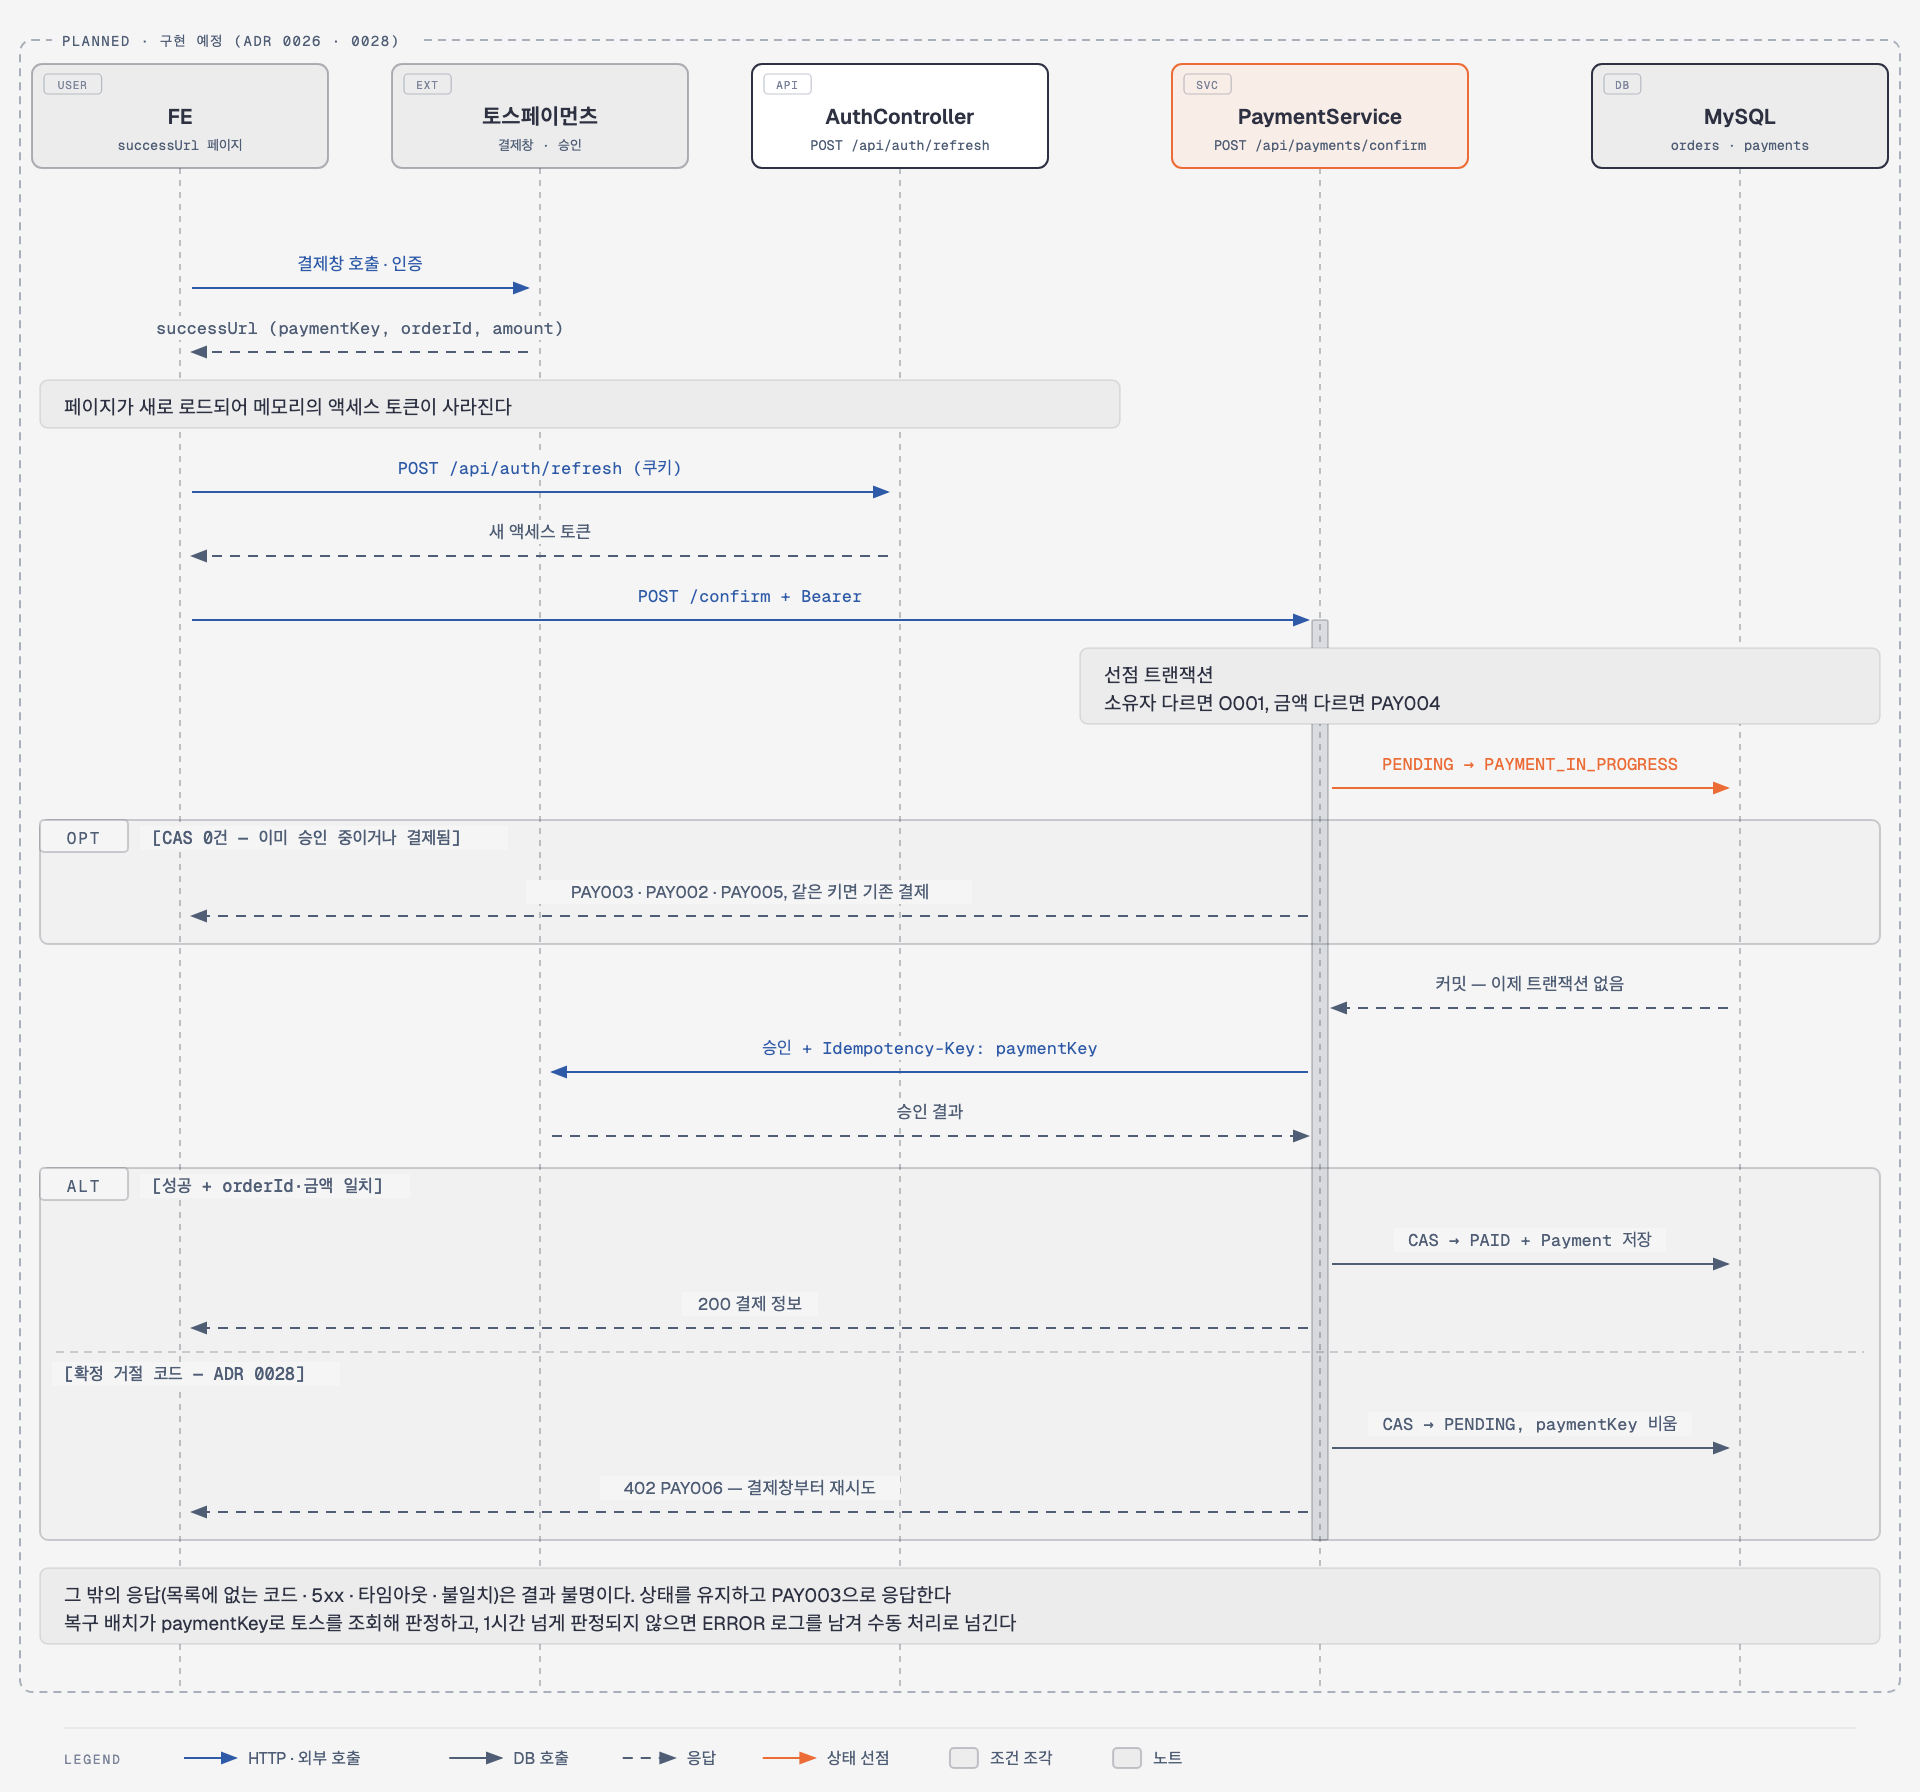 PLANNED · 구현 예정 (ADR 0026 · 0028)
USER
FE
successUrl 페이지
EXT
토스페이먼츠
결제창 · 승인
API
AuthController
POST /api/auth/refresh
SVC
PaymentService
POST /api/payments/confirm
DB
MySQL
orders · payments
결제창 호출 · 인증
successUrl (paymentKey, orderId, amount)
페이지가 새로 로드되어 메모리의 액세스 토큰이 사라진다
POST /api/auth/refresh (쿠키)
새 액세스 토큰
POST /confirm + Bearer
선점 트랜잭션
소유자 다르면 O001, 금액 다르면 PAY004
PENDING → PAYMENT_IN_PROGRESS
OPT
[CAS 0건 — 이미 승인 중이거나 결제됨]
PAY003 · PAY002 · PAY005, 같은 키면 기존 결제
커밋 — 이제 트랜잭션 없음
승인 + Idempotency-Key: paymentKey
승인 결과
ALT
[성공 + orderId·금액 일치]
CAS → PAID + Payment 저장
200 결제 정보
[확정 거절 코드 — ADR 0028]
CAS → PENDING, paymentKey 비움
402 PAY006 — 결제창부터 재시도
그 밖의 응답(목록에 없는 코드 · 5xx · 타임아웃 · 불일치)은 결과 불명이다. 상태를 유지하고 PAY003으로 응답한다
복구 배치가 paymentKey로 토스를 조회해 판정하고, 1시간 넘게 판정되지 않으면 ERROR 로그를 남겨 수동 처리로 넘긴다
LEGEND
HTTP · 외부 호출
DB 호출
응답
상태 선점
조건 조각
노트